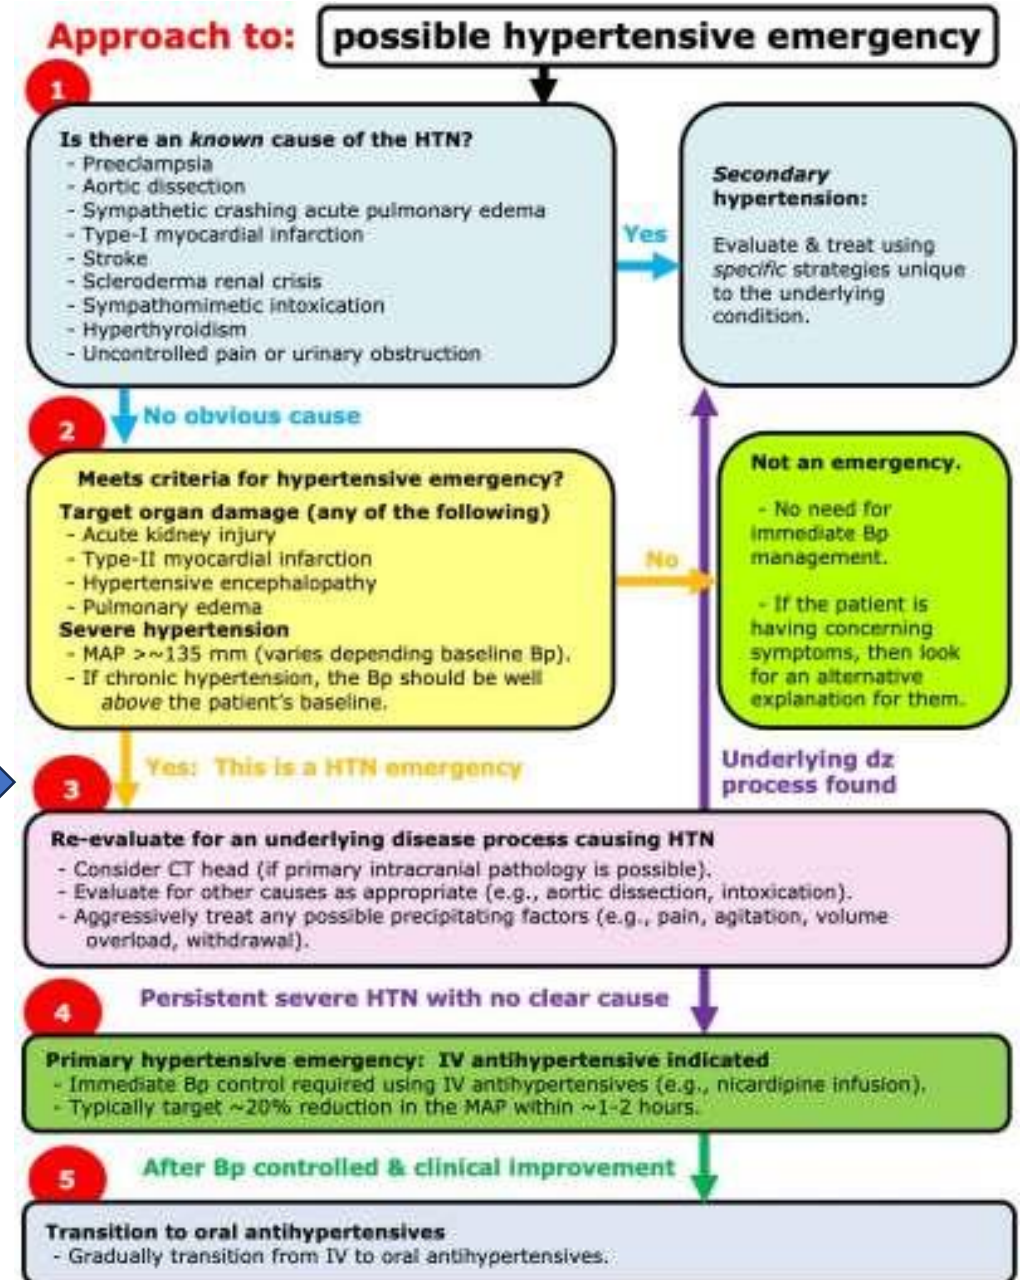 Approach to: possible hypertensive emergency
1
Is there an known cause of the HTN?
- Preeclampsia
- Aortic dissection
- Sympathetic crashing acute pulmonary edema
- Type-I myocardial infarction
- Stroke
- Scleroderma renal crisis
- Sympathomimetic intoxication
- Hyperthyroidism
- Uncontrolled pain or urinary obstruction
Yes
Secondary
hypertension:
Evaluate & treat using
specific strategies unique
to the underlying
condition.
No obvious cause
2
Meets criteria for hypertensive emergency?
Target organ damage (any of the following)
- Acute kidney injury
- Type-II myocardial infarction
- Hypertensive encephalopathy
- Pulmonary edema
Severe hypertension
- MAP >~135 mm (varies depending baseline Bp).
- If chronic hypertension, the Bp should be well
above the patient's baseline.
No
Not an emergency.
- No need for
immediate Bp
management.
- If the patient is
having concerning
symptoms, then look
for an alternative
explanation for them.
Yes: This is a HTN emergency
Underlying dz
process found
3
Re-evaluate for an underlying disease process causing HTN
- Consider CT head (if primary intracranial pathology is possible).
- Evaluate for other causes as appropriate (e.g., aortic dissection, intoxication).
- Aggressively treat any possible precipitating factors (e.g., pain, agitation, volume
overload, withdrawal).
Persistent severe HTN with no clear cause
4
Primary hypertensive emergency: IV antihypertensive indicated
- Immediate Bp control required using IV antihypertensives (e.g., nicardipine infusion).
- Typically target ~20% reduction in the MAP within ~1-2 hours.
After Bp controlled & clinical improvement
5
Transition to oral antihypertensives
- Gradually transition from IV to oral antihypertensives.